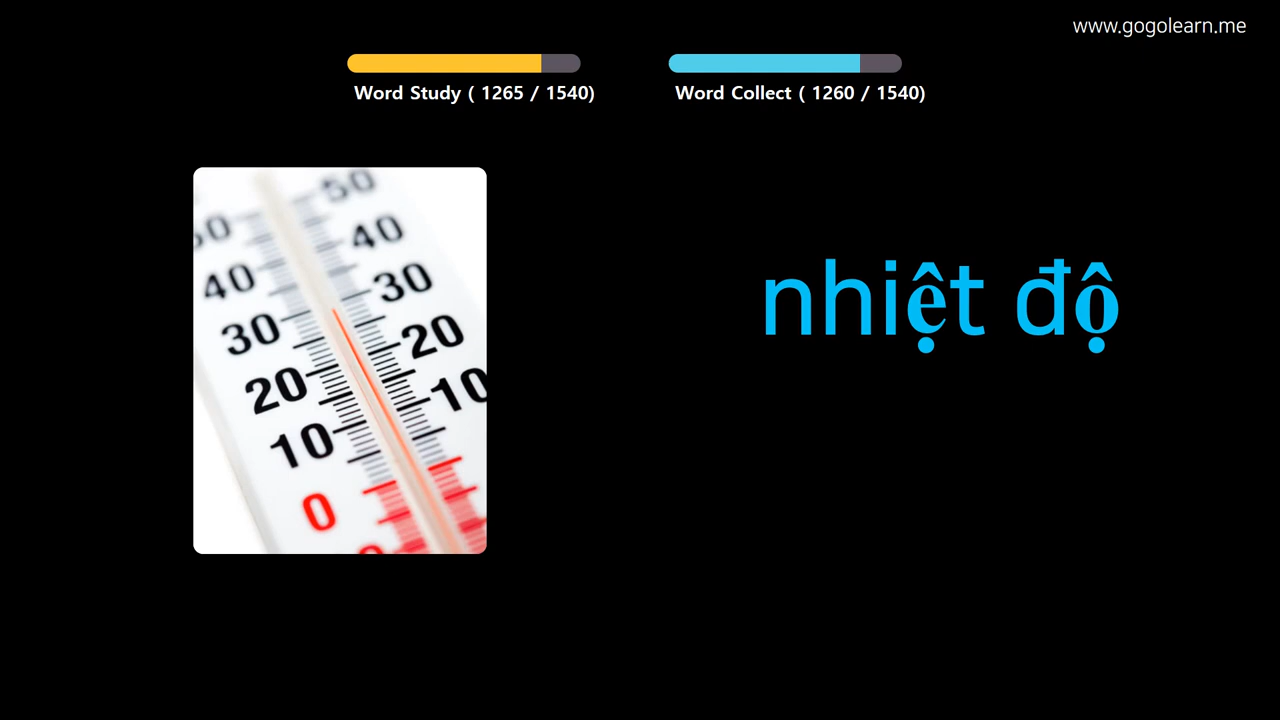 www.gogolearn.me
Word Study ( 1265 / 1540)
Word Collect ( 1260 / 1540)
nhiệt độ
50
50
40
40
30
30
20
20
10
10
0